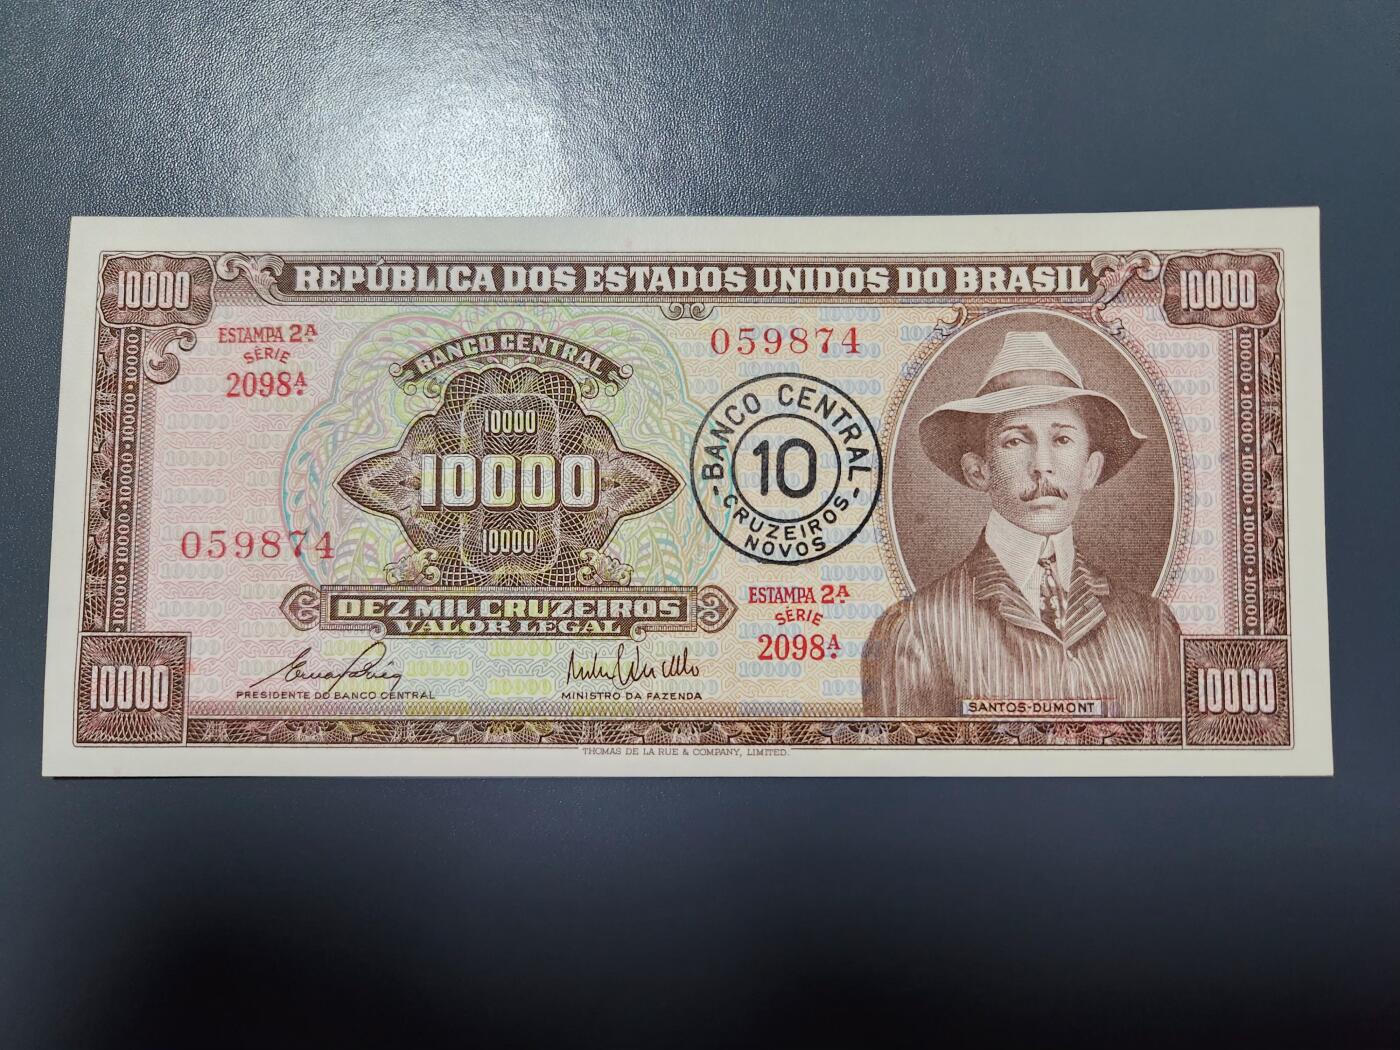 10000
REPÚBLICA DOS ESTADOS UNIDOS DO BRASIL
10000
ESTAMPA 2A
SÉRIE
2098A
BANCO CENTRAL
059874
10000
10000
10000
BANCO CENTRAL
10
CRUZEIROS
NOVOS
059874
DEZ MIL CRUZEIROS
VALOR LEGAL
ESTAMPA 2A
SÉRIE
2098A
PRESIDENTE DO BANCO CENTRAL
MINISTRO DA FAZENDA
SANTOS-DUMONT
10000
10000
THOMAS DE LA RUE & COMPANY, LIMITED.